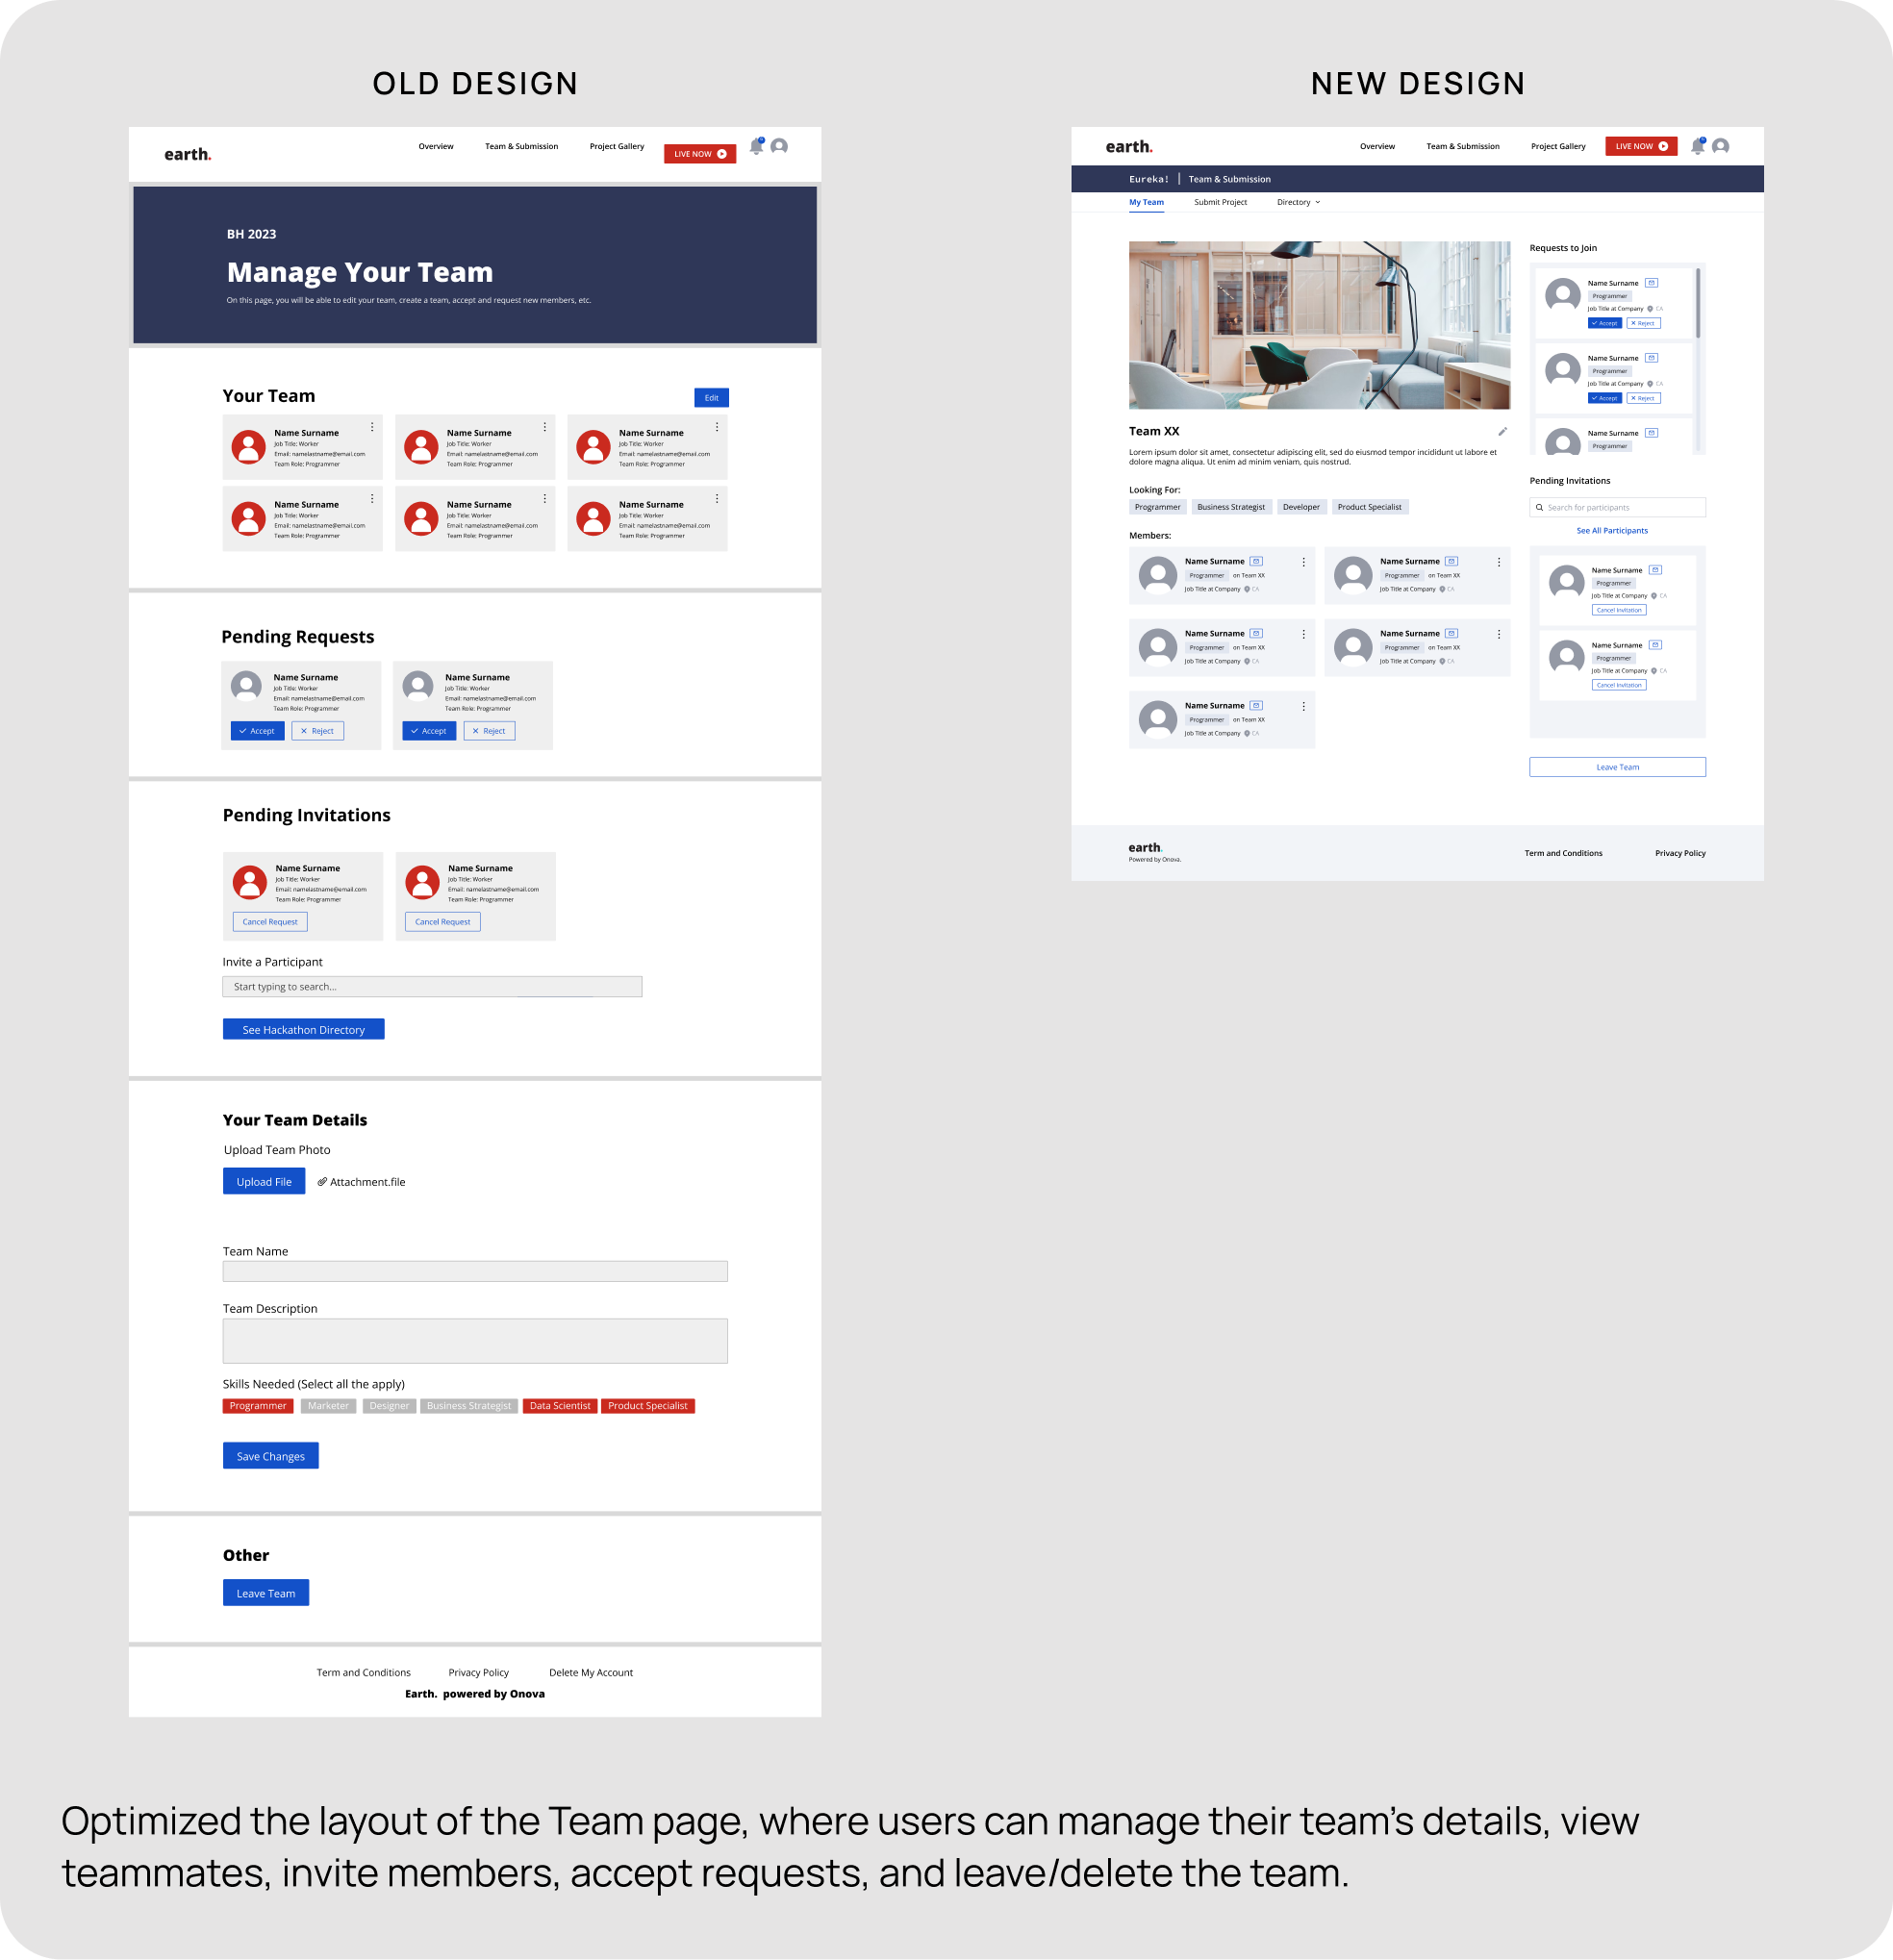 OLD DESIGN
earth.
Overview
Team & Submission
Project Gallery
LIVE NOW
BH 2023
Manage Your Team
On this page, you will be able to edit your team, create a team, accept and request new members, etc.
Your Team
Edit
Name Surname
Job Title: Worker
Email: namelastname@email.com
Team Role: Programmer
Name Surname
Job Title: Worker
Email: namelastname@email.com
Team Role: Programmer
Name Surname
Job Title: Worker
Email: namelastname@email.com
Team Role: Programmer
Name Surname
Job Title: Worker
Email: namelastname@email.com
Team Role: Programmer
Name Surname
Job Title: Worker
Email: namelastname@email.com
Team Role: Programmer
Name Surname
Job Title: Worker
Email: namelastname@email.com
Team Role: Programmer
Pending Requests
Name Surname
Job Title: Worker
Email: namelastname@email.com
Team Role: Programmer
Accept
Reject
Name Surname
Job Title: Worker
Email: namelastname@email.com
Team Role: Programmer
Accept
Reject
Pending Invitations
Name Surname
Job Title: Worker
Email: namelastname@email.com
Team Role: Programmer
Cancel Request
Name Surname
Job Title: Worker
Email: namelastname@email.com
Team Role: Programmer
Cancel Request
Invite a Participant
Start typing to search...
See Hackathon Directory
Your Team Details
Upload Team Photo
Upload File
Attachment.file
Team Name
Team Description
Skills Needed (Select all the apply)
Programmer
Marketer
Designer
Business Strategist
Data Scientist
Product Specialist
Save Changes
Other
Leave Team
Term and Conditions
Privacy Policy
Delete My Account
Earth. powered by Onova
NEW DESIGN
earth.
Overview
Team & Submission
Project Gallery
LIVE NOW
Eureka!
Team & Submission
My Team
Submit Project
Directory
Team XX
Lorem ipsum dolor sit amet, consectetur adipiscing elit, sed do eiusmod tempor incididunt ut labore et
dolore magna aliqua. Ut enim ad minim veniam, quis nostrud.
Looking For:
Programmer
Business Strategist
Developer
Product Specialist
Members:
Name Surname
Programmer on Team XX
Job Title at Company CA
Name Surname
Programmer on Team XX
Job Title at Company CA
Name Surname
Programmer on Team XX
Job Title at Company CA
Name Surname
Programmer on Team XX
Job Title at Company CA
Name Surname
Programmer on Team XX
Job Title at Company CA
Requests to Join
Name Surname
Programmer
Job Title at Company CA
Accept
Reject
Name Surname
Programmer
Job Title at Company CA
Accept
Reject
Name Surname
Programmer
Pending Invitations
Search for participants
See All Participants
Name Surname
Programmer
Job Title at Company CA
Cancel Invitation
Name Surname
Programmer
Job Title at Company CA
Cancel Invitation
Leave Team
earth.
Powered by Onova.
Term and Conditions
Privacy Policy
Optimized the layout of the Team page, where users can manage their team's details, view
teammates, invite members, accept requests, and leave/delete the team.